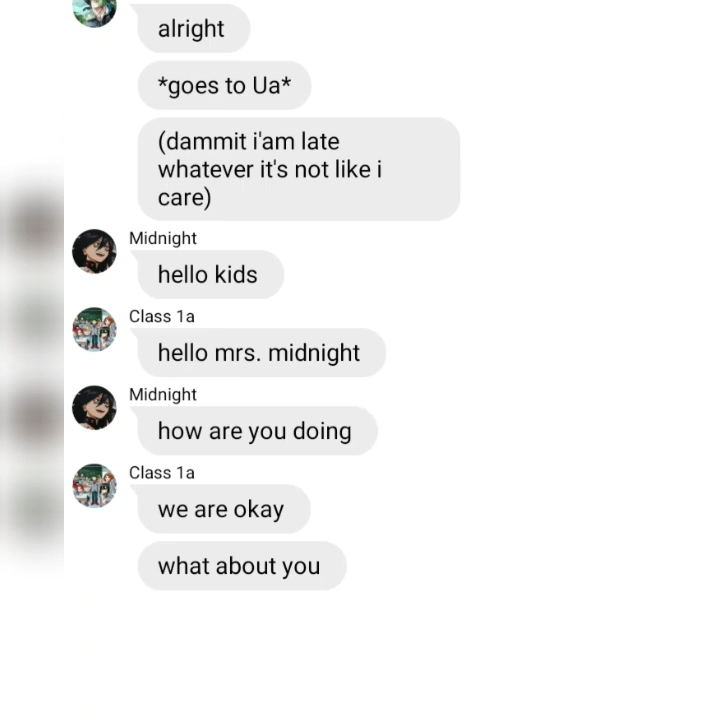 alright
*goes to Ua*
(dammit i'am late
whatever it's not like i
care)
Midnight
hello kids
Class 1a
hello mrs. midnight
Midnight
how are you doing
Class 1a
we are okay
what about you